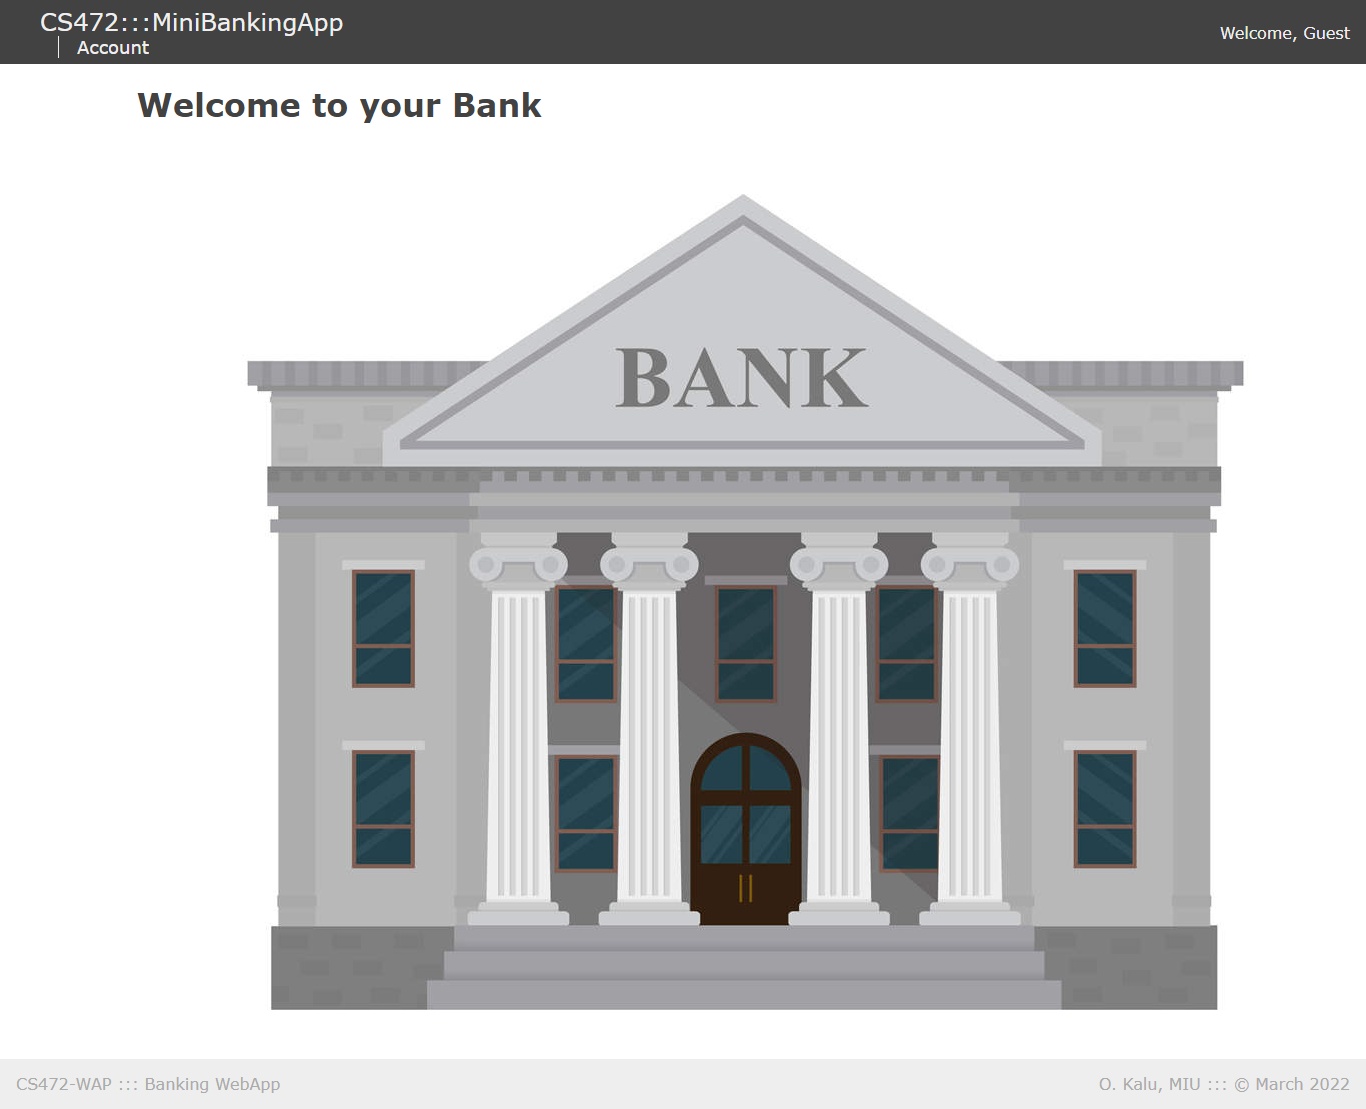 CS472:::MiniBankingApp
Account
Welcome, Guest
Welcome to your Bank
BANK
CS472-WAP ::: Banking WebApp
O. Kalu, MIU ::: © March 2022